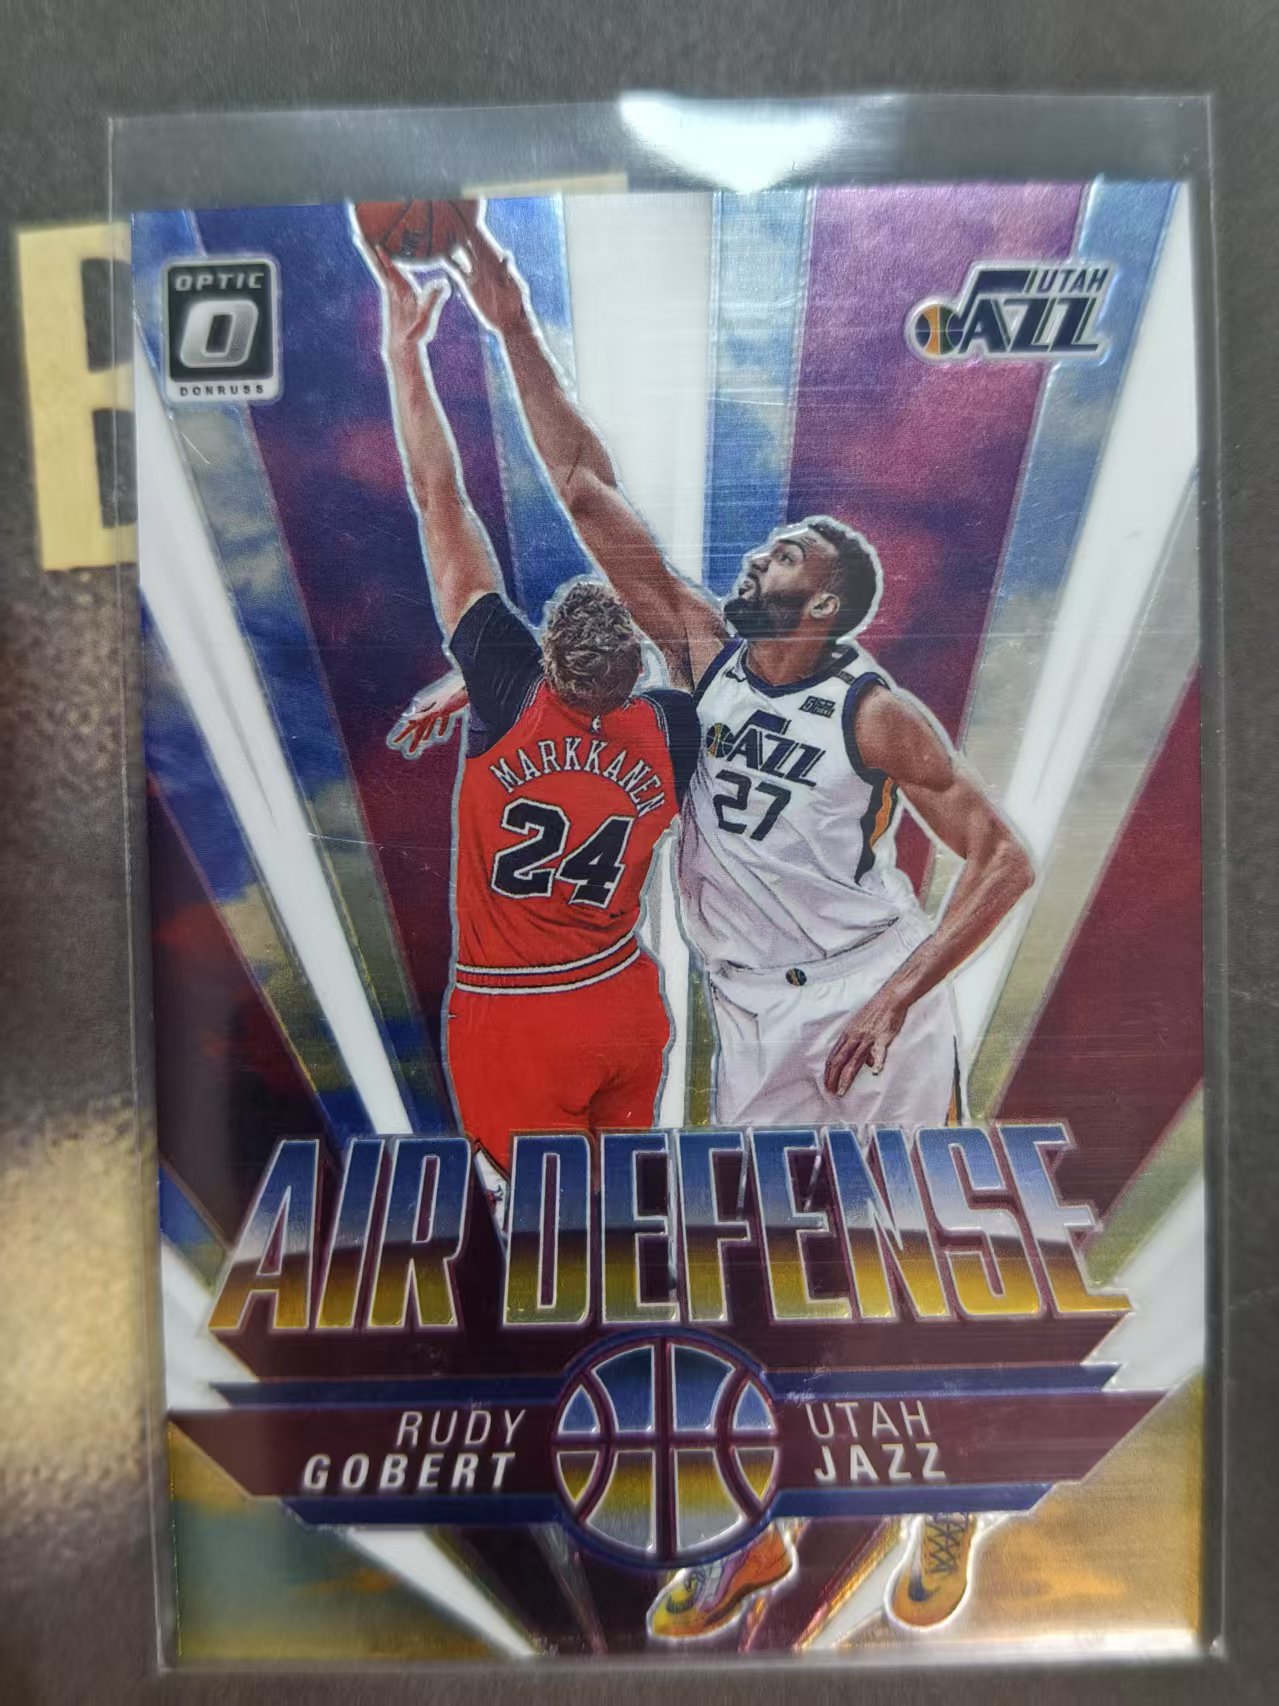 OPTIC
DONRUSS
UTAH
JAZZ
MARKKANEN
24
JAZZ
27
AIR DEFENSE
RUDY
GOBERT
UTAH
JAZZ